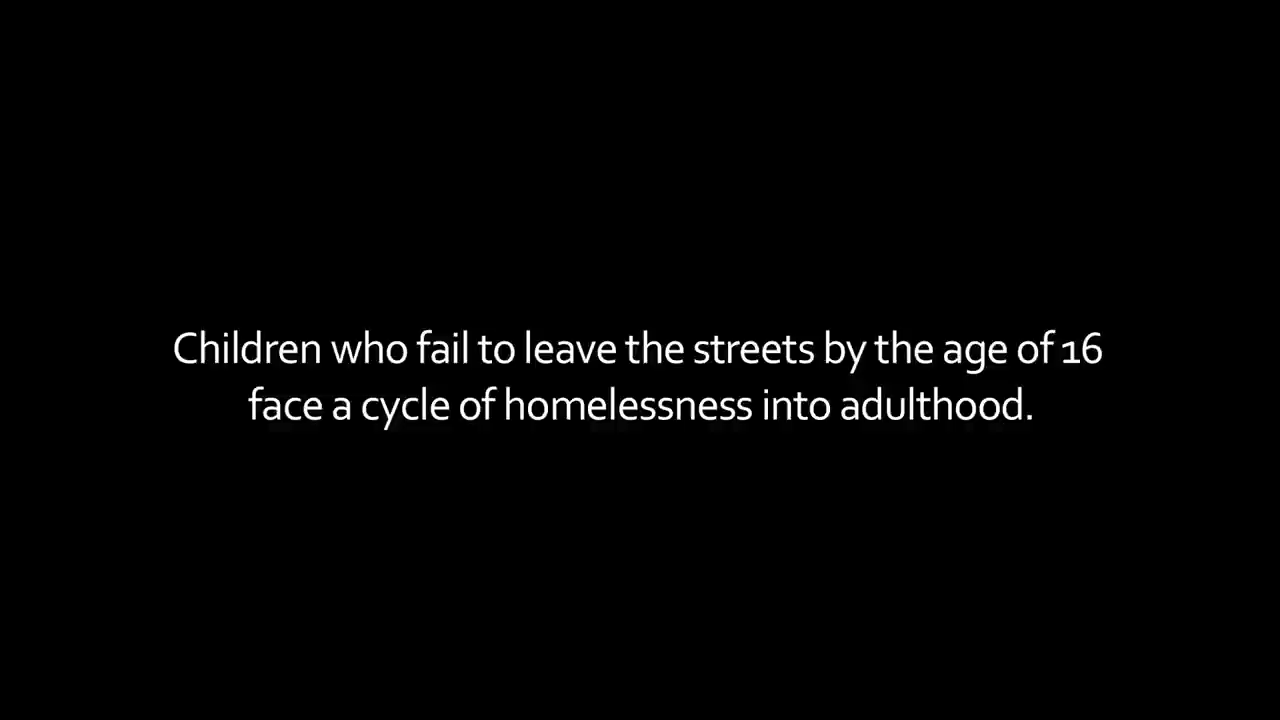 Children who fail to leave the streets by the age of 16
face a cycle of homelessness into adulthood.